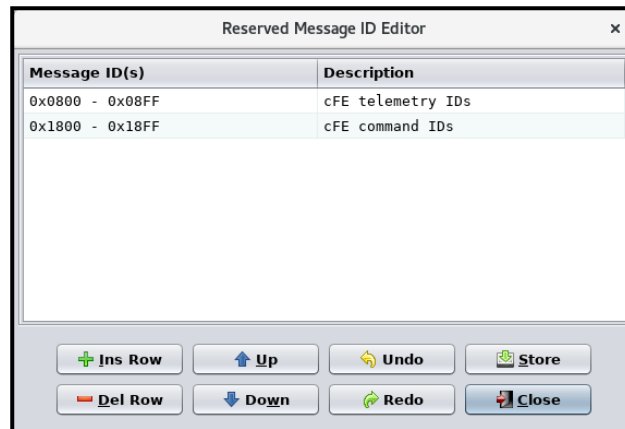 Reserved Message ID Editor ×
Message ID(s) Description
0x0800 - 0x08FF cFE telemetry IDs
0x1800 - 0x18FF cFE command IDs
Ins Row Up Undo Store
Del Row Down Redo Close